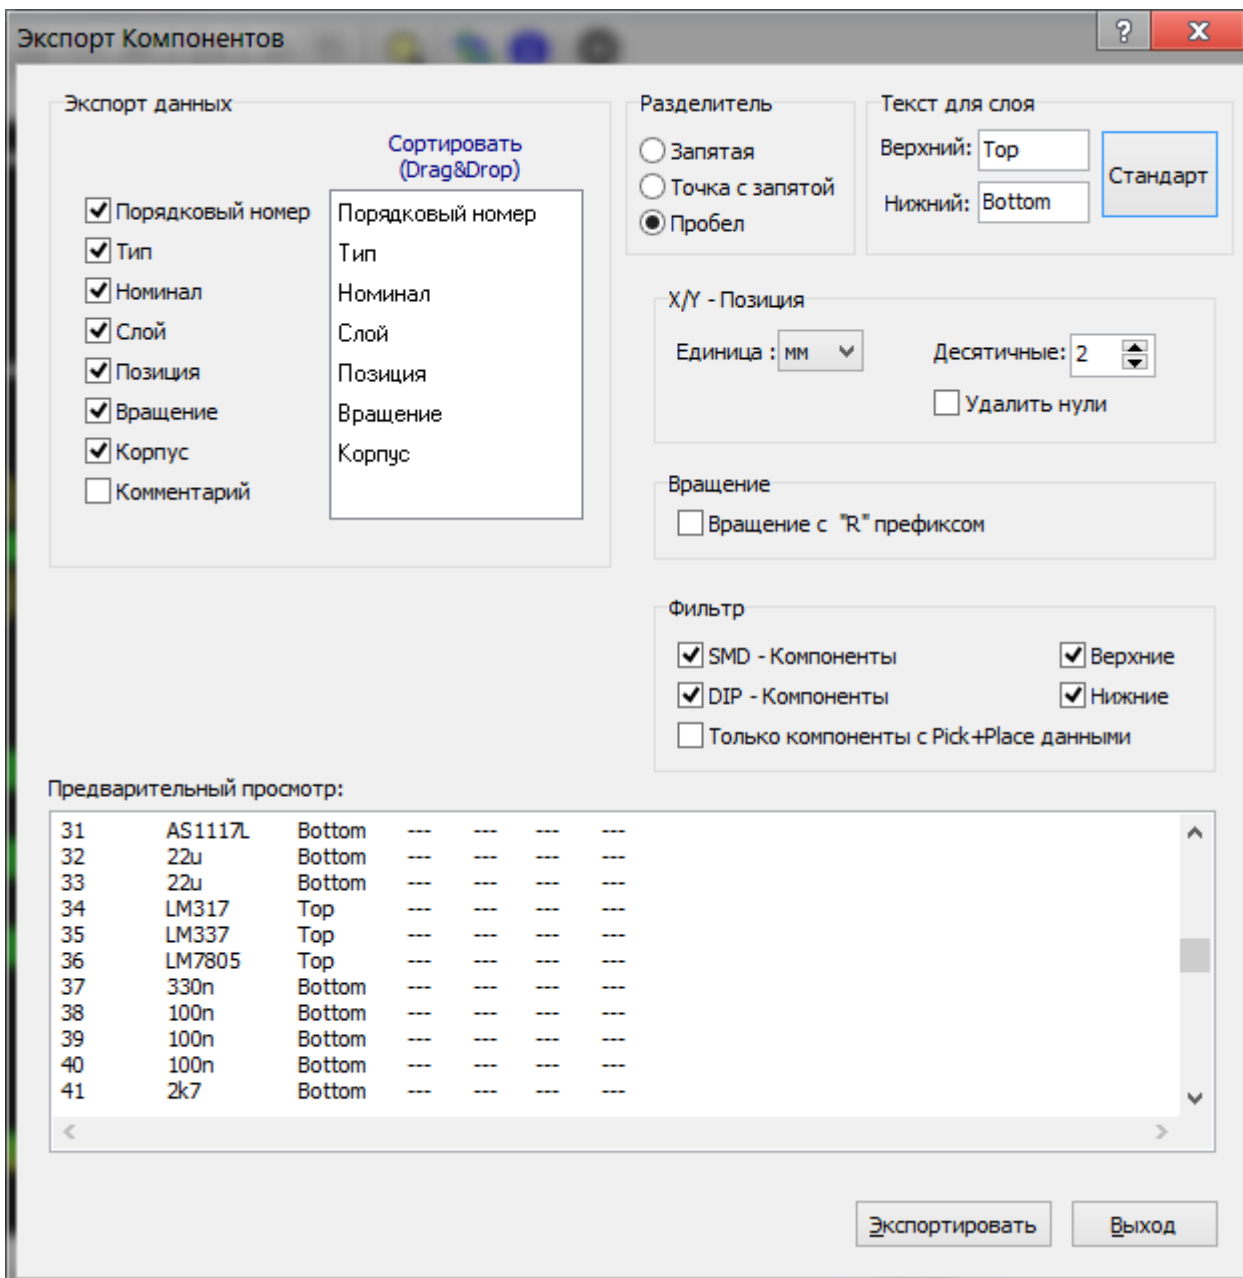 Экспорт Компонентов
?
x
Экспорт данных
Сортировать
(Drag&Drop)
Порядковый номер
Тип
Номинал
Слой
Позиция
Вращение
Корпус
Комментарий
Порядковый номер
Тип
Номинал
Слой
Позиция
Вращение
Корпус
Разделитель
Запятая
Точка с запятой
Пробел
Текст для слоя
Верхний: Top
Нижний: Bottom
Стандарт
X/Y - Позиция
Единица : мм
Десятичные: 2
Удалить нули
Вращение
Вращение с "R" префиксом
Фильтр
SMD - Компоненты
Верхние
DIP - Компоненты
Нижние
Только компоненты с Pick+Place данными
Предварительный просмотр:
31 AS1117L Bottom --- --- --- ---
32 22u Bottom --- --- --- ---
33 22u Bottom --- --- --- ---
34 LM317 Top --- --- --- ---
35 LM337 Top --- --- --- ---
36 LM7805 Top --- --- --- ---
37 330n Bottom --- --- --- ---
38 100n Bottom --- --- --- ---
39 100n Bottom --- --- --- ---
40 100n Bottom --- --- --- ---
41 2k7 Bottom --- --- --- ---
Экспортировать
Выход